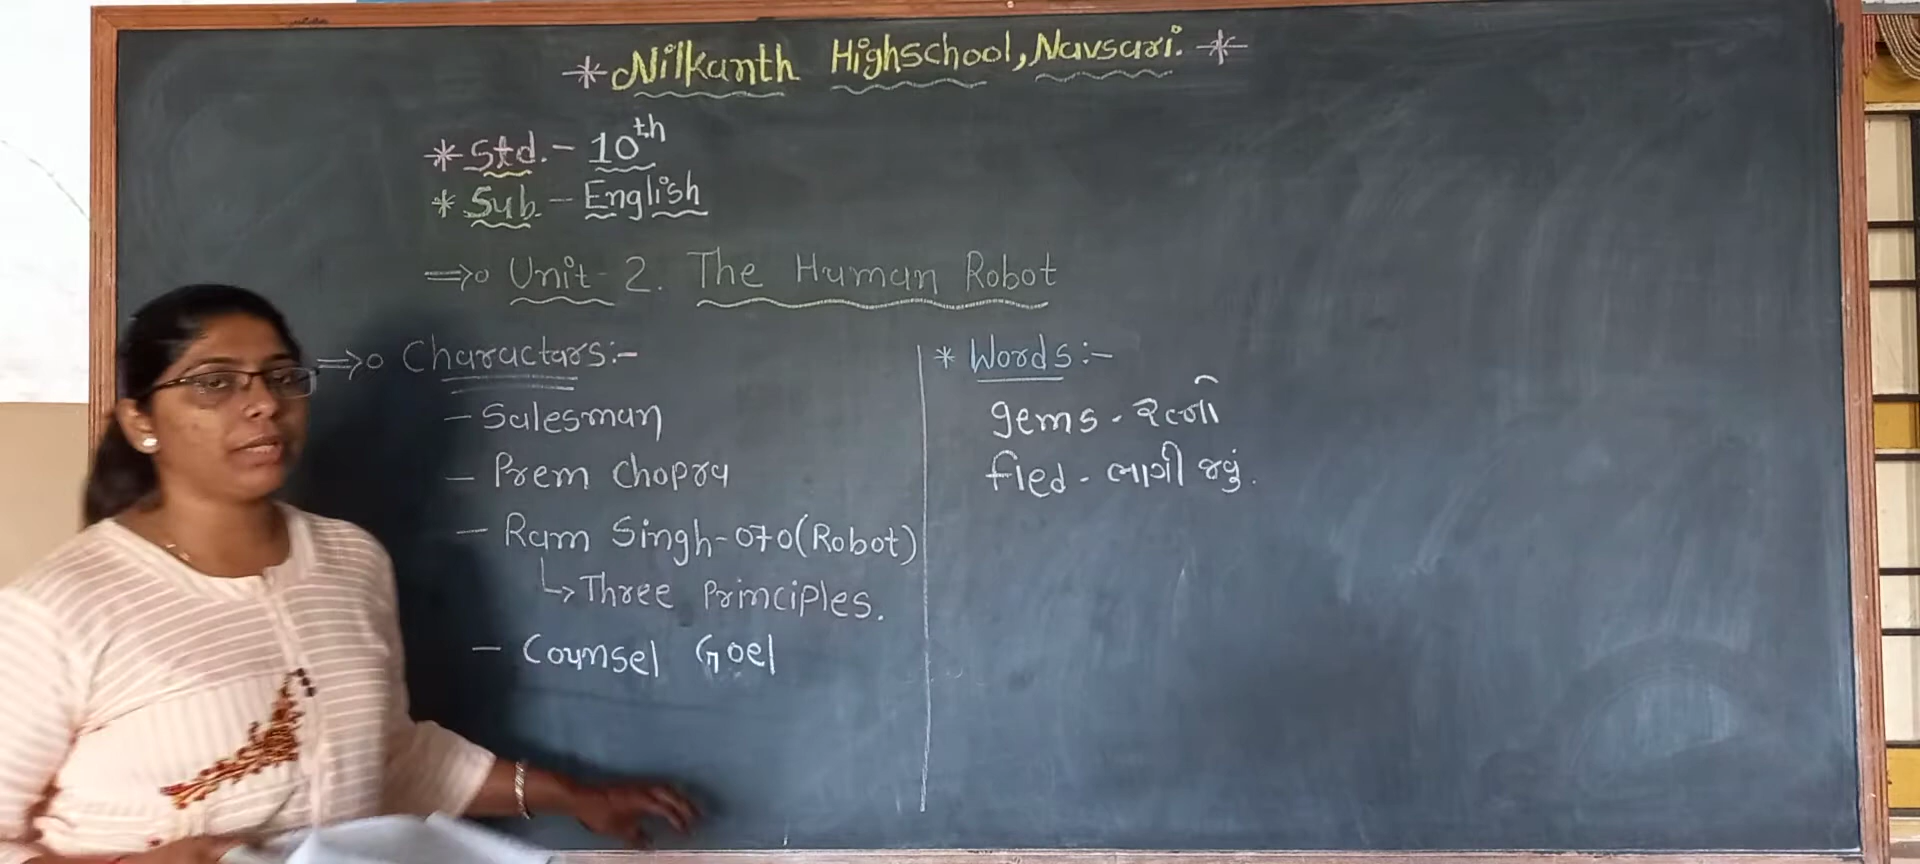 * Nilkanth Highschool, Navsari. *
* Std. - 10th
* Sub - English
⇒ Unit - 2. The Human Robot
⇒ Charactars :-
- Salesman
- Prem Chopra
- Ram Singh-070 (Robot)
↳ Three Principles.
- Counsel Goel
* Words :-
gems - રત્નો
fled - ભાગી જવું.